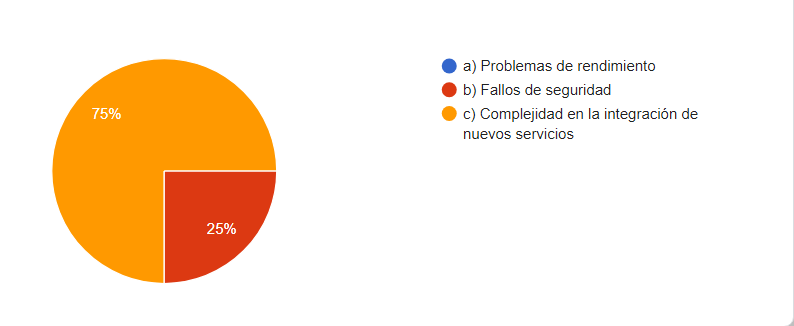 75%
25%
a) Problemas de rendimiento
b) Fallos de seguridad
c) Complejidad en la integración de
nuevos servicios